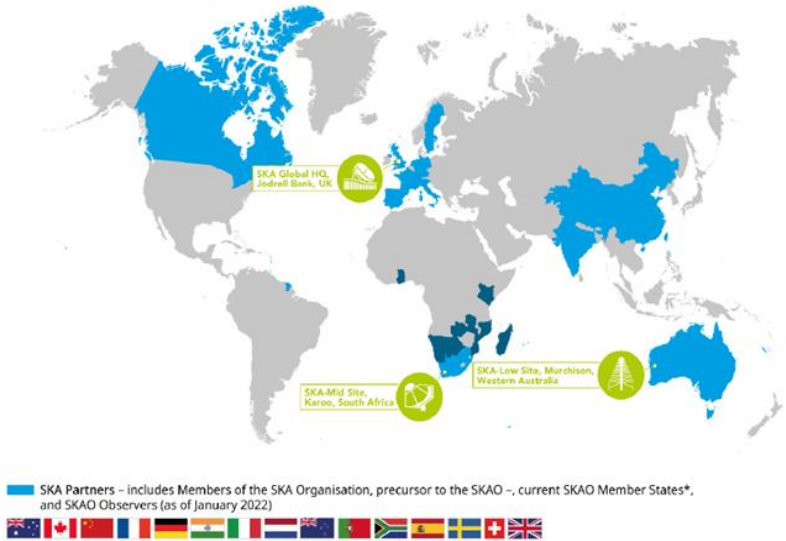 SKA Global HQ,
Jodrell Bank, UK
SKA-Low Site, Murchison,
Western Australia
SKA-Mid Site,
Karoo, South Africa
SKA Partners – includes Members of the SKA Organisation, precursor to the SKAO –, current SKAO Member States*,
and SKAO Observers (as of January 2022)